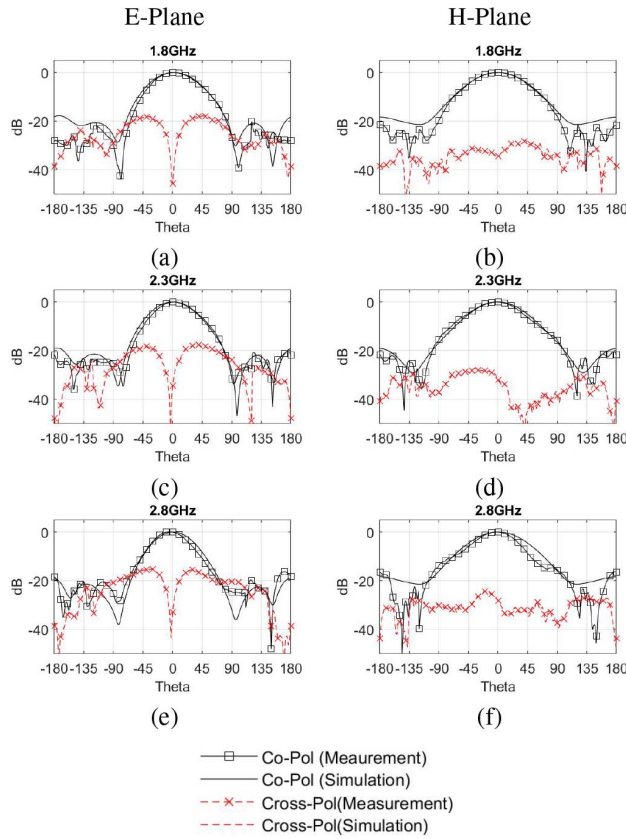 E-Plane H-Plane
1.8GHz 1.8GHz
0 0
-20 -20
-40 -40
dB dB
-180 -135 -90 -45 0 45 90 135 180 -180 -135 -90 -45 0 45 90 135 180
Theta Theta
(a) (b)
2.3GHz 2.3GHz
0 0
-20 -20
-40 -40
dB dB
-180 -135 -90 -45 0 45 90 135 180 -180 -135 -90 -45 0 45 90 135 180
Theta Theta
(c) (d)
2.8GHz 2.8GHz
0 0
-20 -20
-40 -40
dB dB
-180 -135 -90 -45 0 45 90 135 180 -180 -135 -90 -45 0 45 90 135 180
Theta Theta
(e) (f)
Co-Pol (Meaurement)
Co-Pol (Simulation)
Cross-Pol(Measurement)
Cross-Pol(Simulation)